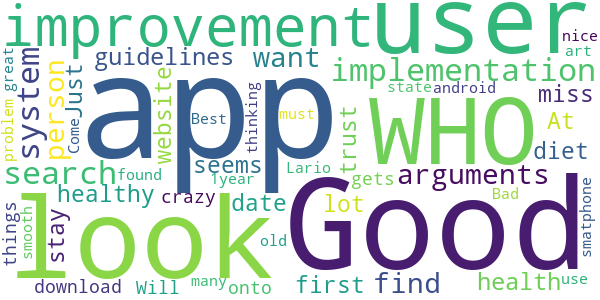 improvement user nice
art
great
problem
system
person
Come
Just
guidelines
want
website
app
Best
thinking
must
implementation
state android
miss
WHO
At
trust
diet
search
found
seems
1year
Lario
gets
arguments
healthy
crazy
date
lot
Bad
smatphone
things
smooth
stay
look
Good
old
first
find
health use
download
Will
many
onto